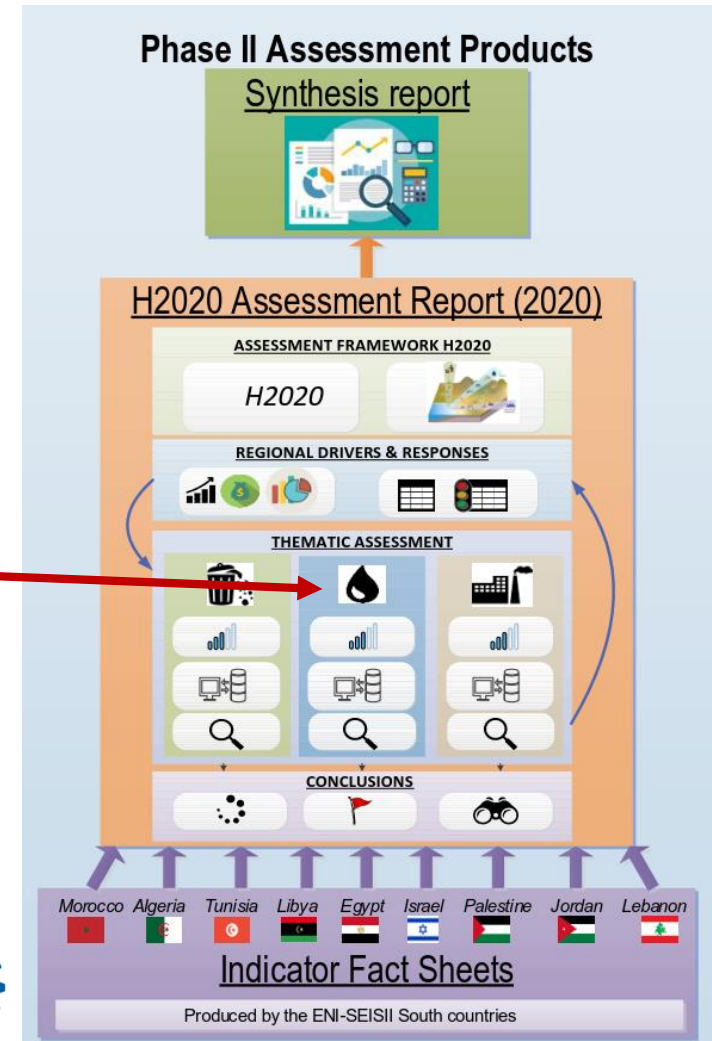 Phase II Assessment Products
Synthesis report
H2020 Assessment Report (2020)
ASSESSMENT FRAMEWORK H2020
H2020
REGIONAL DRIVERS & RESPONSES
THEMATIC ASSESSMENT
CONCLUSIONS
Morocco Algeria Tunisia Libya Egypt Israel Palestine Jordan Lebanon
Indicator Fact Sheets
Produced by the ENI-SEISII South countries